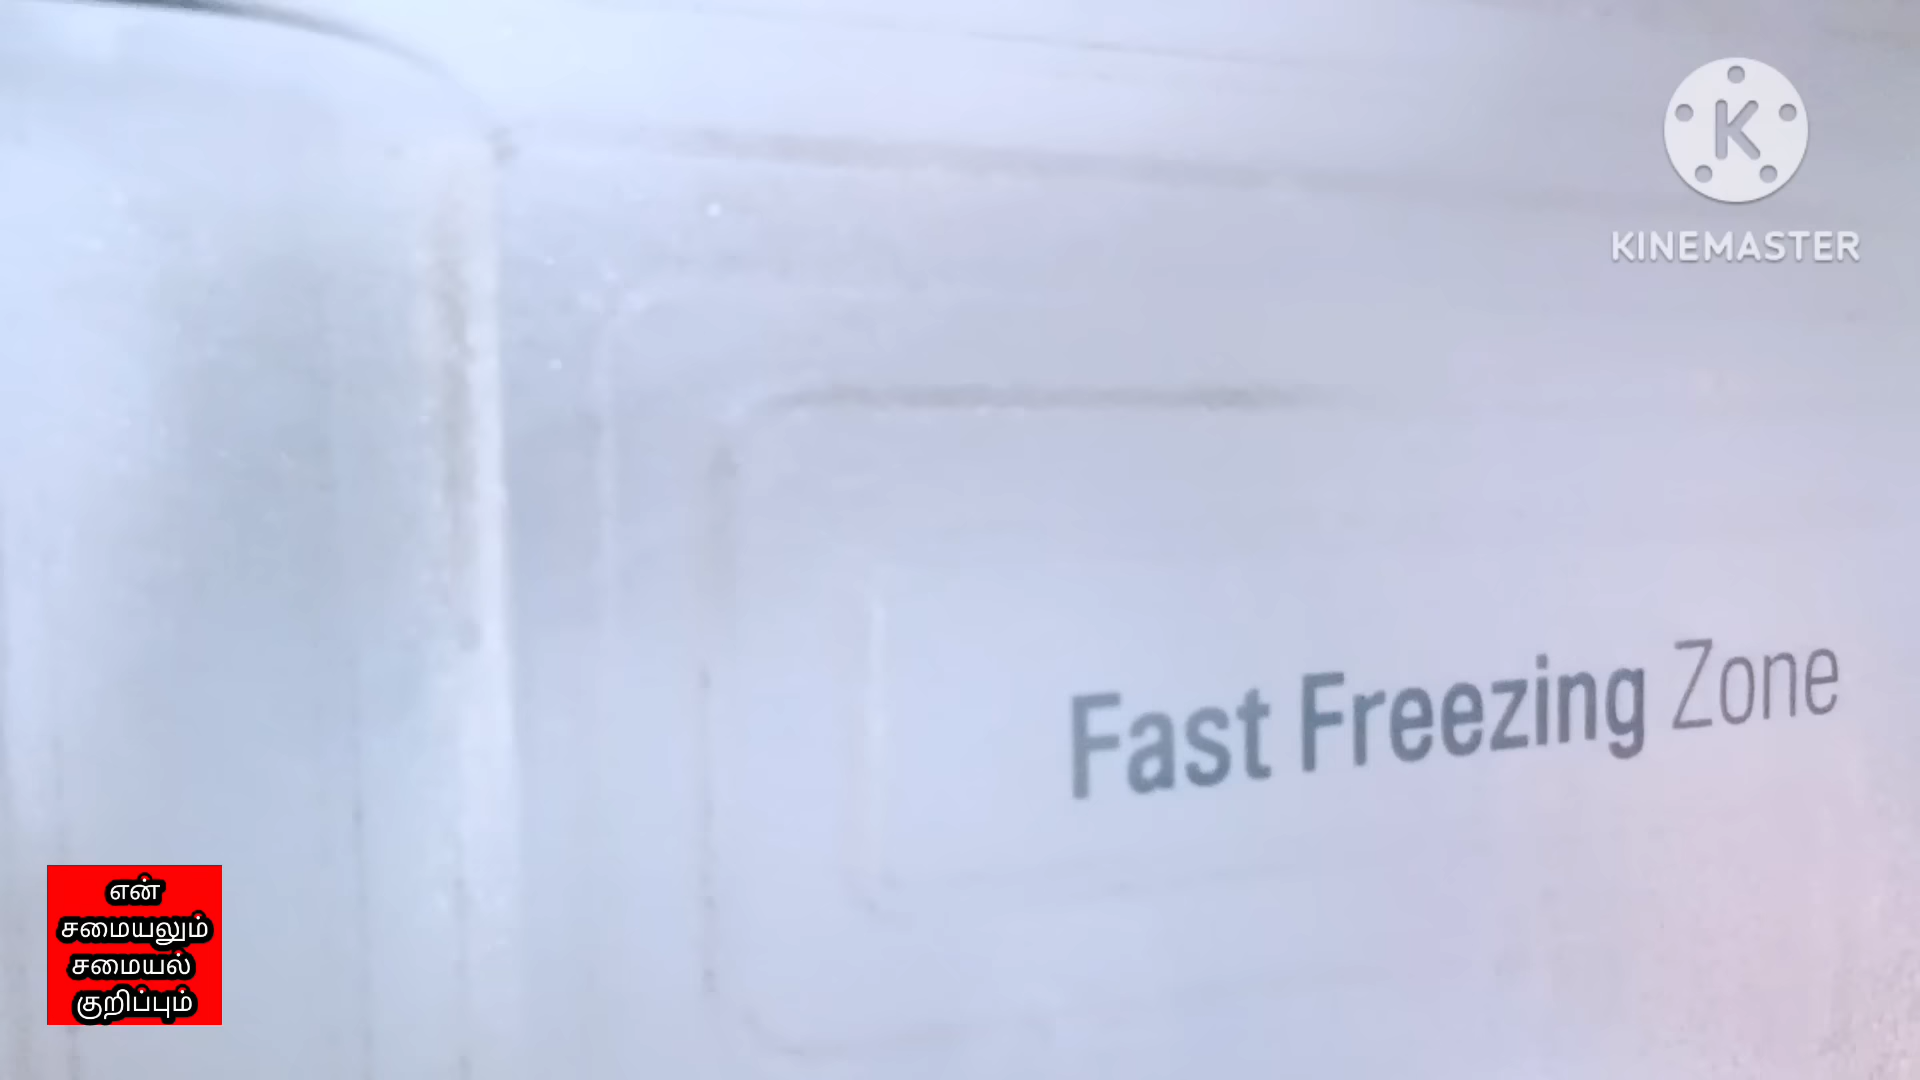 K
KINEMASTER
Fast Freezing Zone
என்
சமையலும்
சமையல்
குறிப்பும்